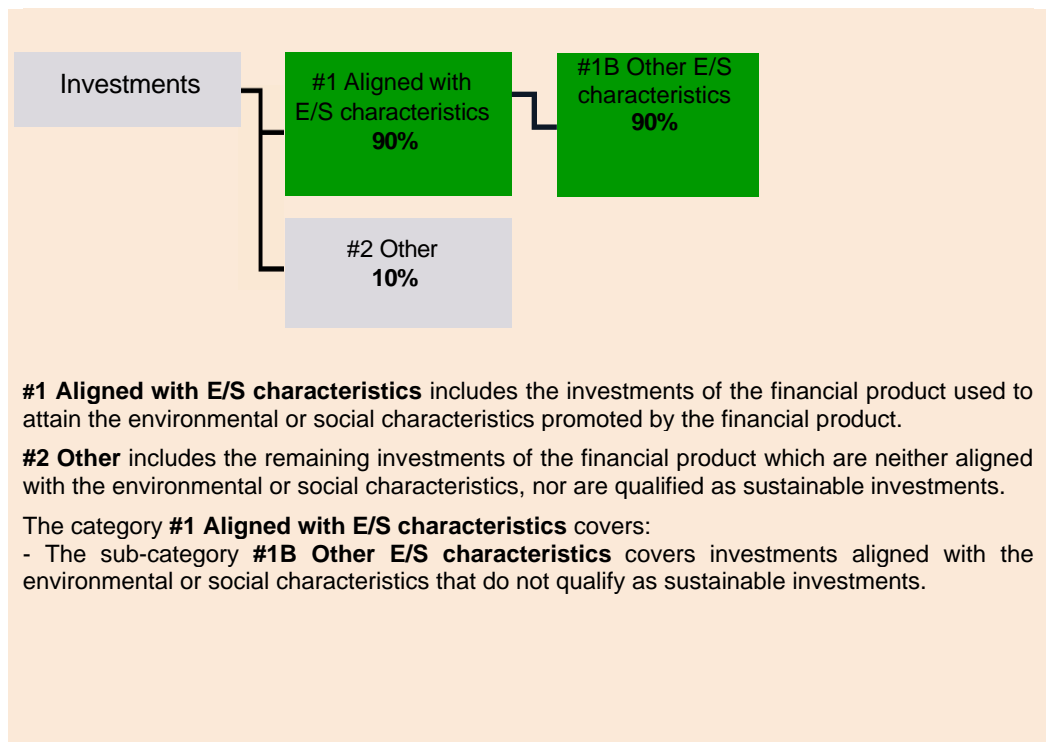 Investments
#1 Aligned with
E/S characteristics
90%
#1B Other E/S
characteristics
90%
#2 Other
10%
#1 Aligned with E/S characteristics includes the investments of the financial product used to
attain the environmental or social characteristics promoted by the financial product.
#2 Other includes the remaining investments of the financial product which are neither aligned
with the environmental or social characteristics, nor are qualified as sustainable investments.
The category #1 Aligned with E/S characteristics covers:
- The sub-category #1B Other E/S characteristics covers investments aligned with the
environmental or social characteristics that do not qualify as sustainable investments.